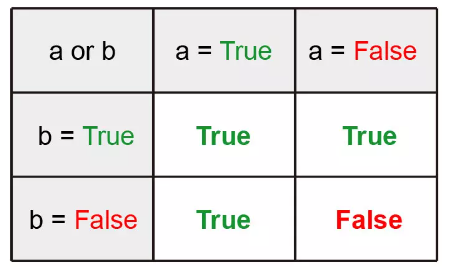 a or b a = True a = False
b = True True True
b = False True False